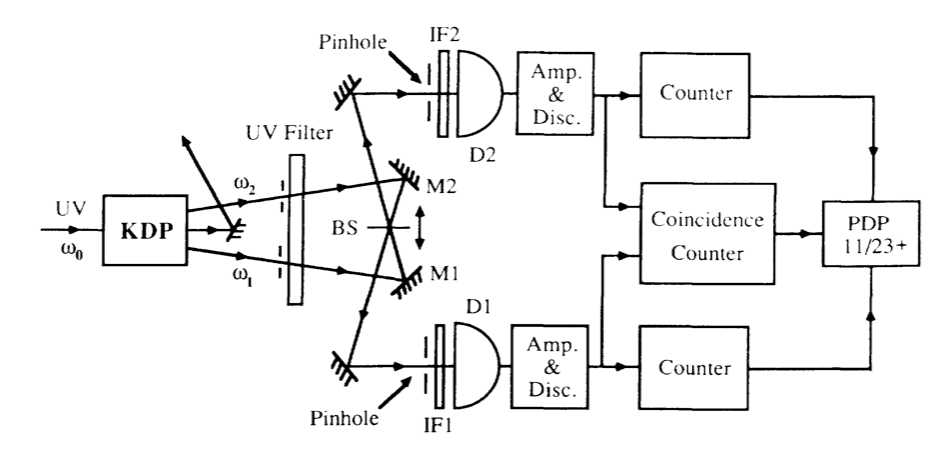 Pinhole
IF2
Amp.
&
Disc.
Counter
UV Filter
D2
UV
ω₀
KDP
ω₂
ω₁
M2
BS
M1
Coincidence
Counter
PDP
11/23+
D1
Amp.
&
Disc.
Counter
Pinhole
IF1